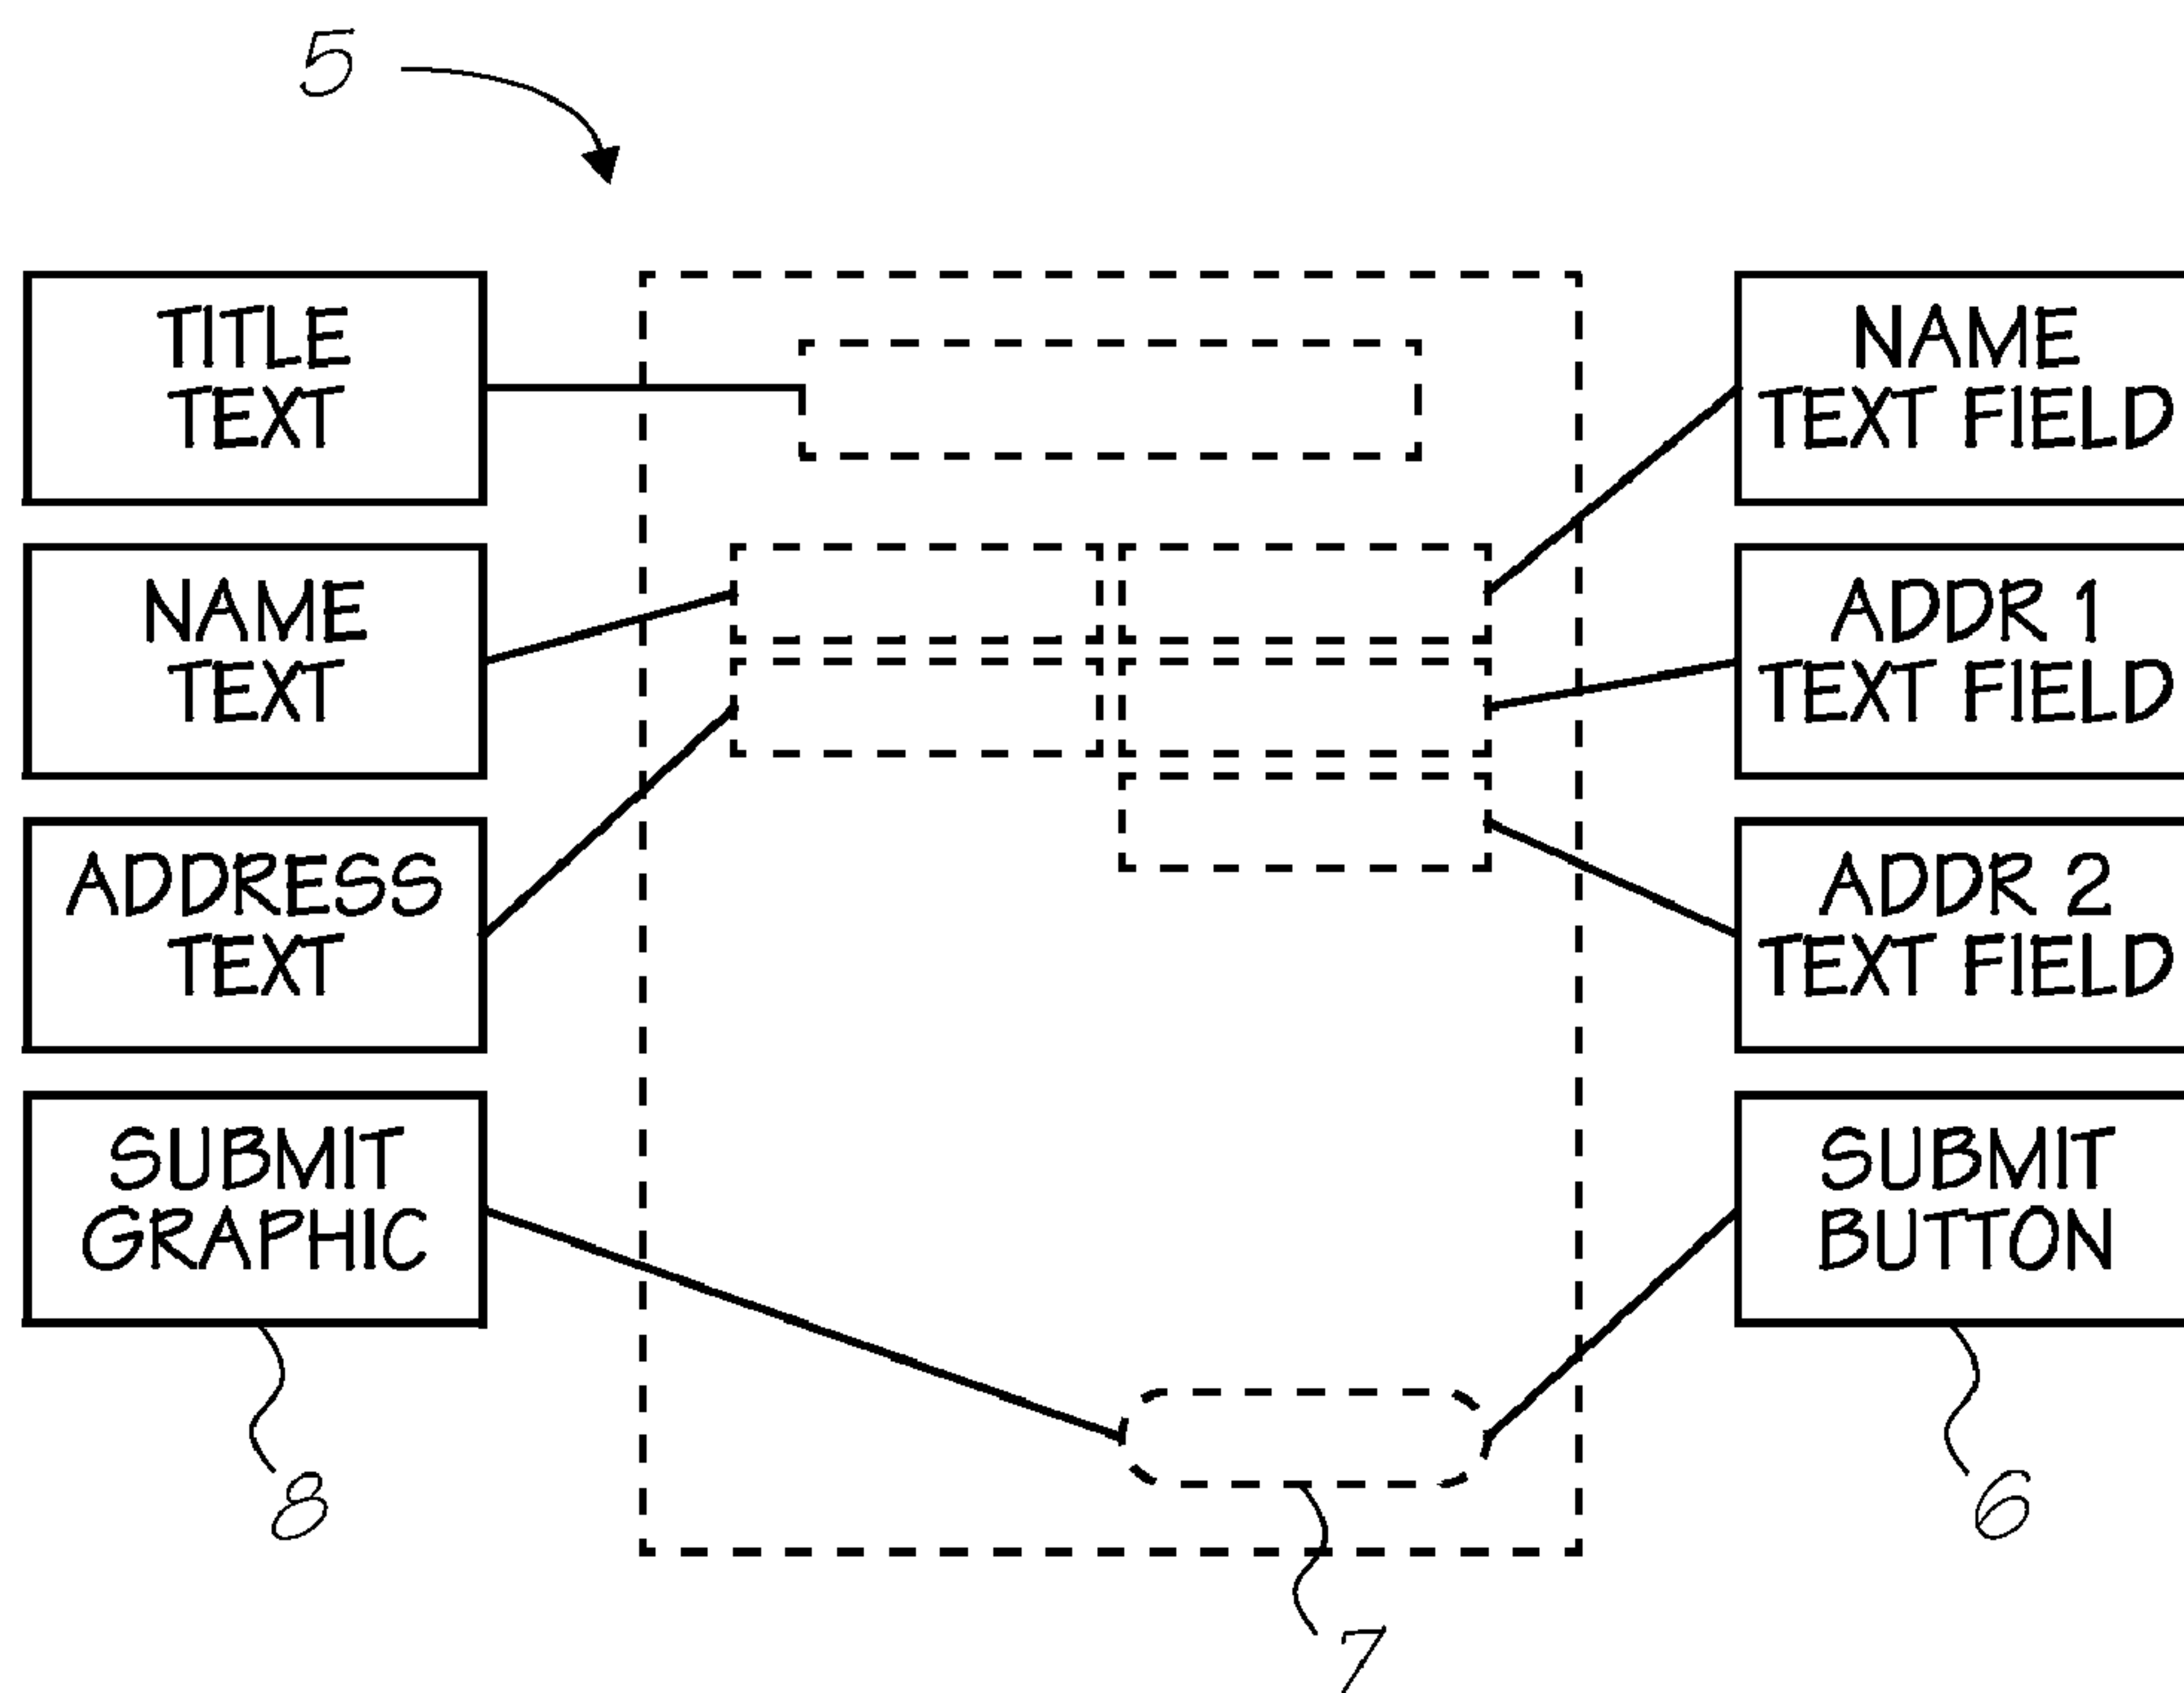 5
TITLE
TEXT
NAME
TEXT
ADDRESS
TEXT
SUBMIT
GRAPHIC
8
NAME
TEXT FIELD
ADDR 1
TEXT FIELD
ADDR 2
TEXT FIELD
SUBMIT
BUTTON
6
7